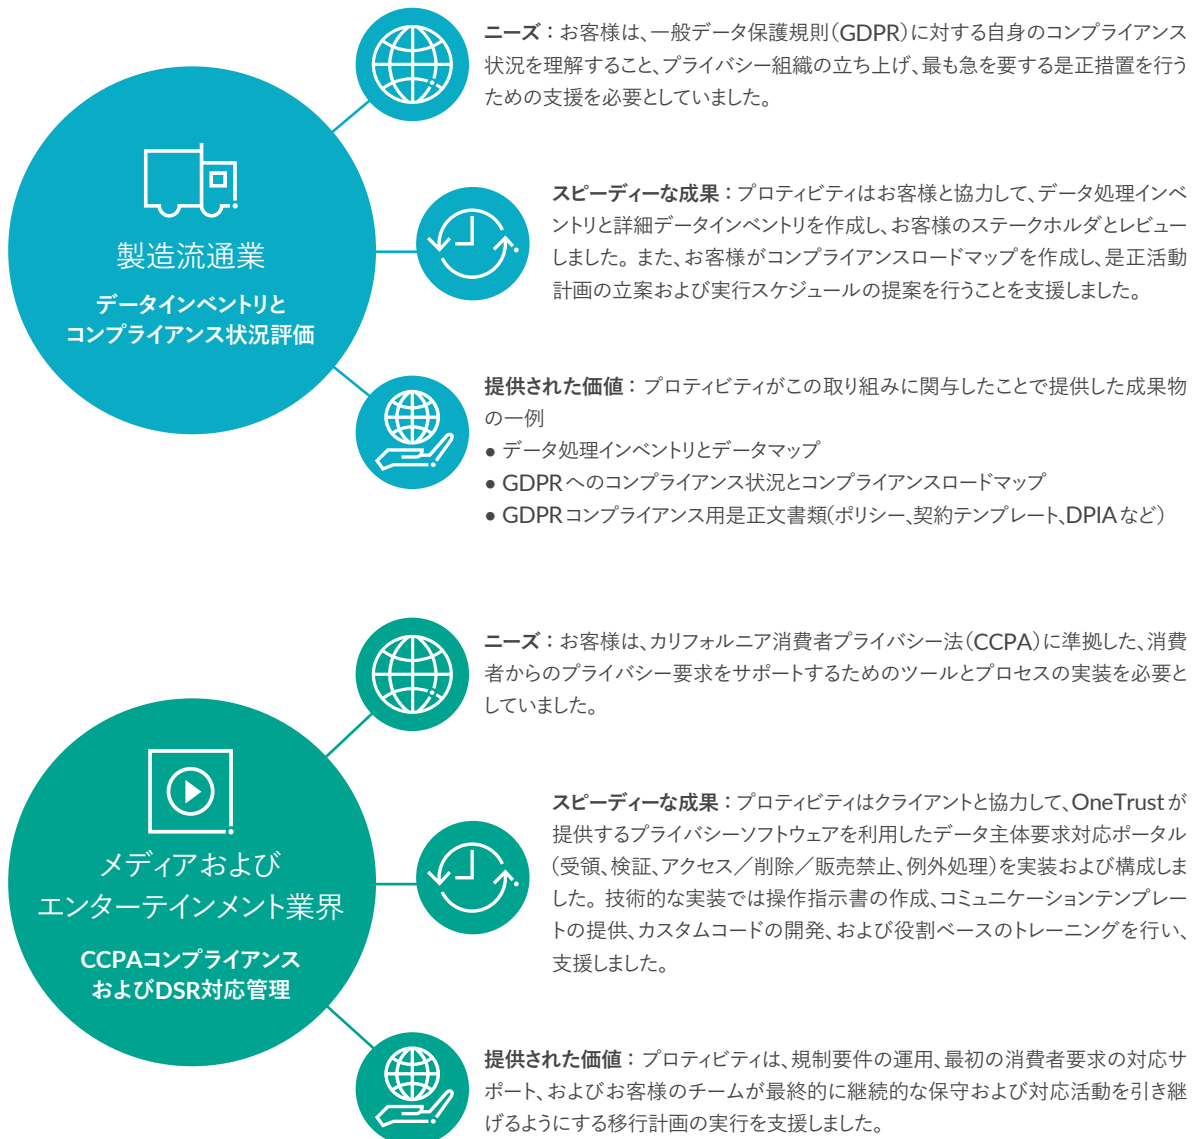 ニーズ：お客様は、一般データ保護規則（GDPR）に対する自身のコンプライアンス
状況を理解すること、プライバシー組織の立ち上げ、最も急を要する是正措置を行う
ための支援を必要としていました。
製造流通業
データインベントリと
コンプライアンス状況評価
スピーディーな成果：プロティビティはお客様と協力して、データ処理インベ
ントリと詳細データインベントリを作成し、お客様のステークホルダとレビュー
しました。また、お客様がコンプライアンスロードマップを作成し、是正活動
計画の立案および実行スケジュールの提案を行うことを支援しました。
提供された価値：プロティビティがこの取り組みに関与したことで提供した成果物
の一例
● データ処理インベントリとデータマップ
● GDPRへのコンプライアンス状況とコンプライアンスロードマップ
● GDPRコンプライアンス用是正文書類（ポリシー、契約テンプレート、DPIAなど）
ニーズ：お客様は、カリフォルニア消費者プライバシー法（CCPA）に準拠した、消費
者からのプライバシー要求をサポートするためのツールとプロセスの実装を必要と
していました。
メディアおよび
エンターテインメント業界
CCPAコンプライアンス
およびDSR対応管理
スピーディーな成果：プロティビティはクライアントと協力して、OneTrustが
提供するプライバシーソフトウェアを利用したデータ主体要求対応ポータル
（受領、検証、アクセス／削除／販売禁止、例外処理）を実装および構成しま
した。技術的な実装では操作指示書の作成、コミュニケーションテンプレー
トの提供、カスタムコードの開発、および役割ベースのトレーニングを行い、
支援しました。
提供された価値：プロティビティは、規制要件の運用、最初の消費者要求の対応サ
ポート、およびお客様のチームが最終的に継続的な保守および対応活動を引き継
げるようにする移行計画の実行を支援しました。